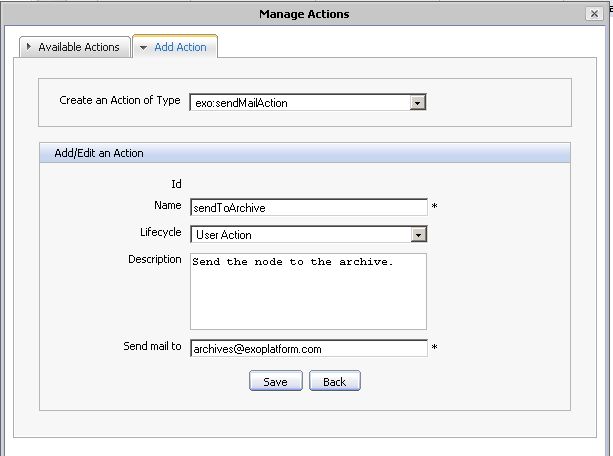 Manage Actions
Available Actions
Add Action
Create an Action of Type
exo:sendMailAction
Add/Edit an Action
Id
Name
sendToArchive
*
Lifecycle
User Action
Description
Send the node to the archive.
Send mail to
archives@exoplatform.com
*
Save
Back